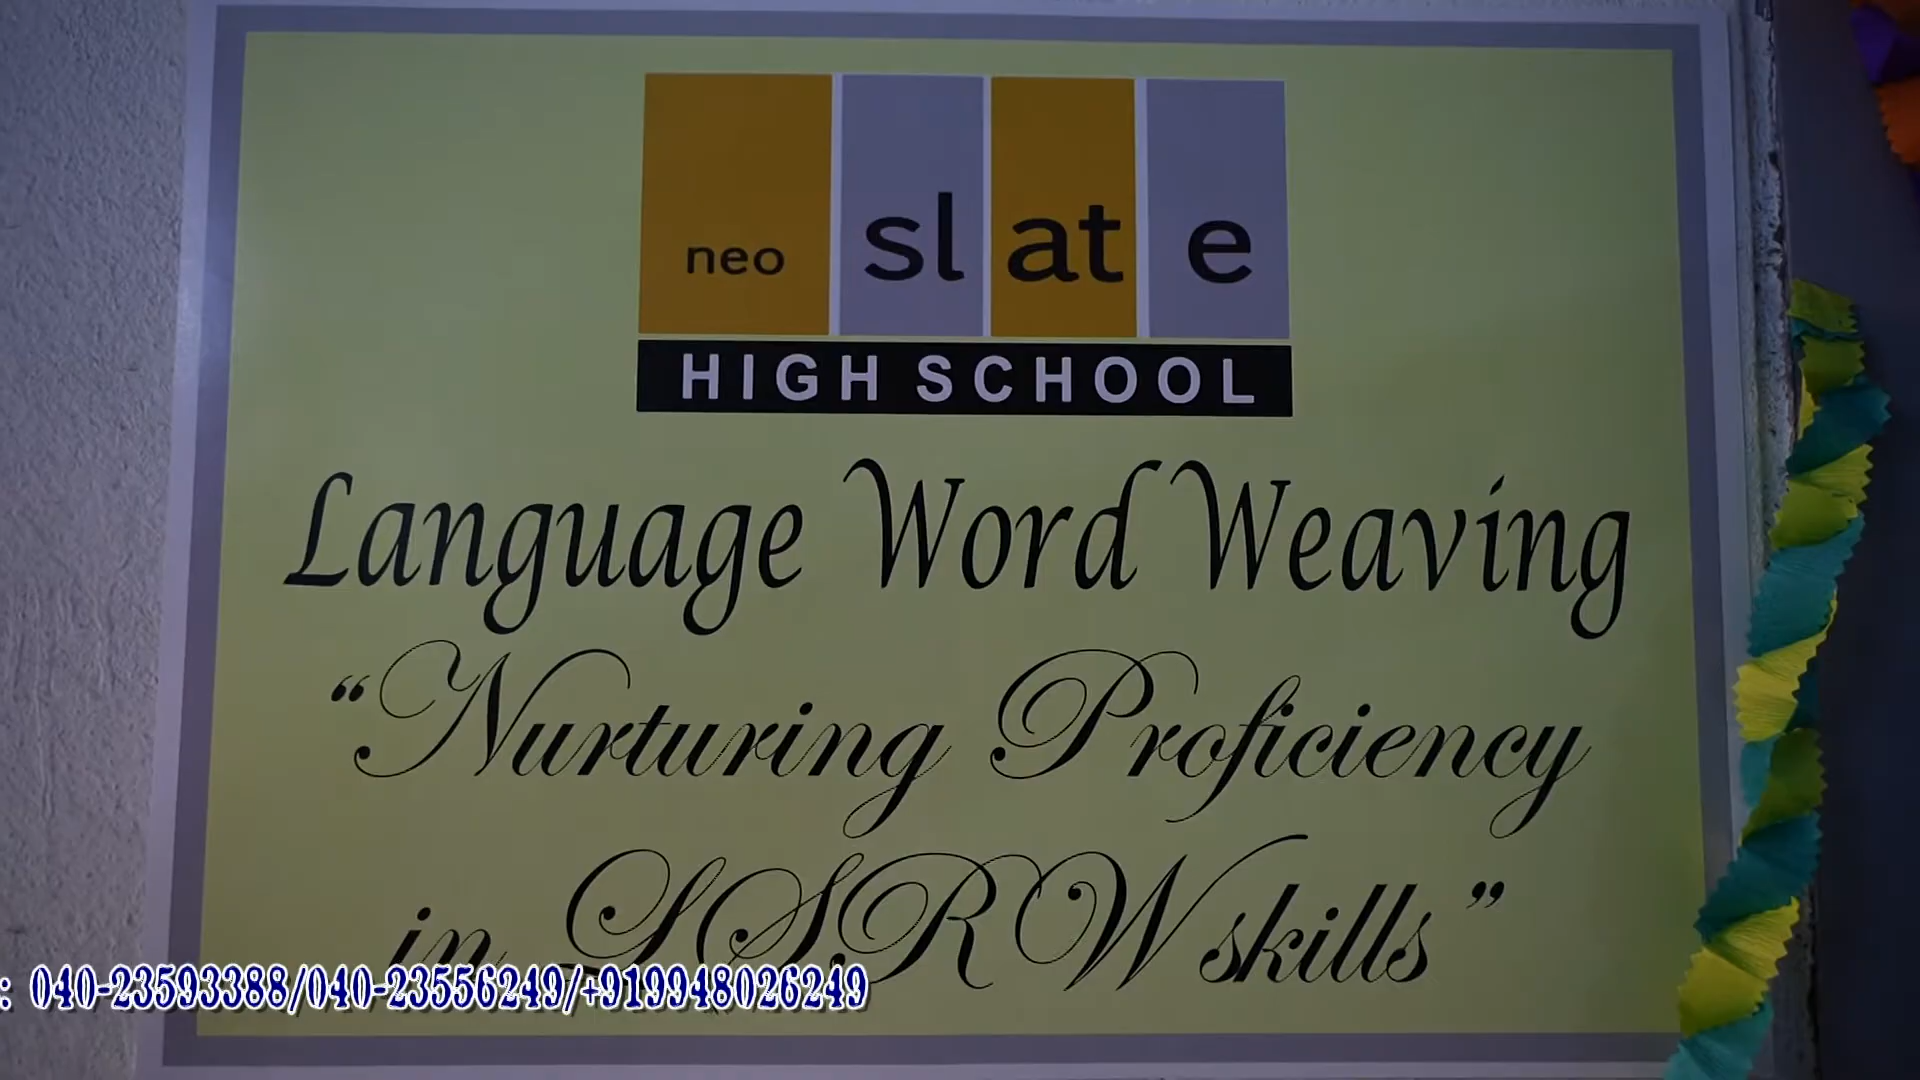 neo slate
HIGH SCHOOL
Language Word Weaving
“Nurturing Proficiency
in LSRW skills”
: 040-23593388/040-23556249/+919948026249